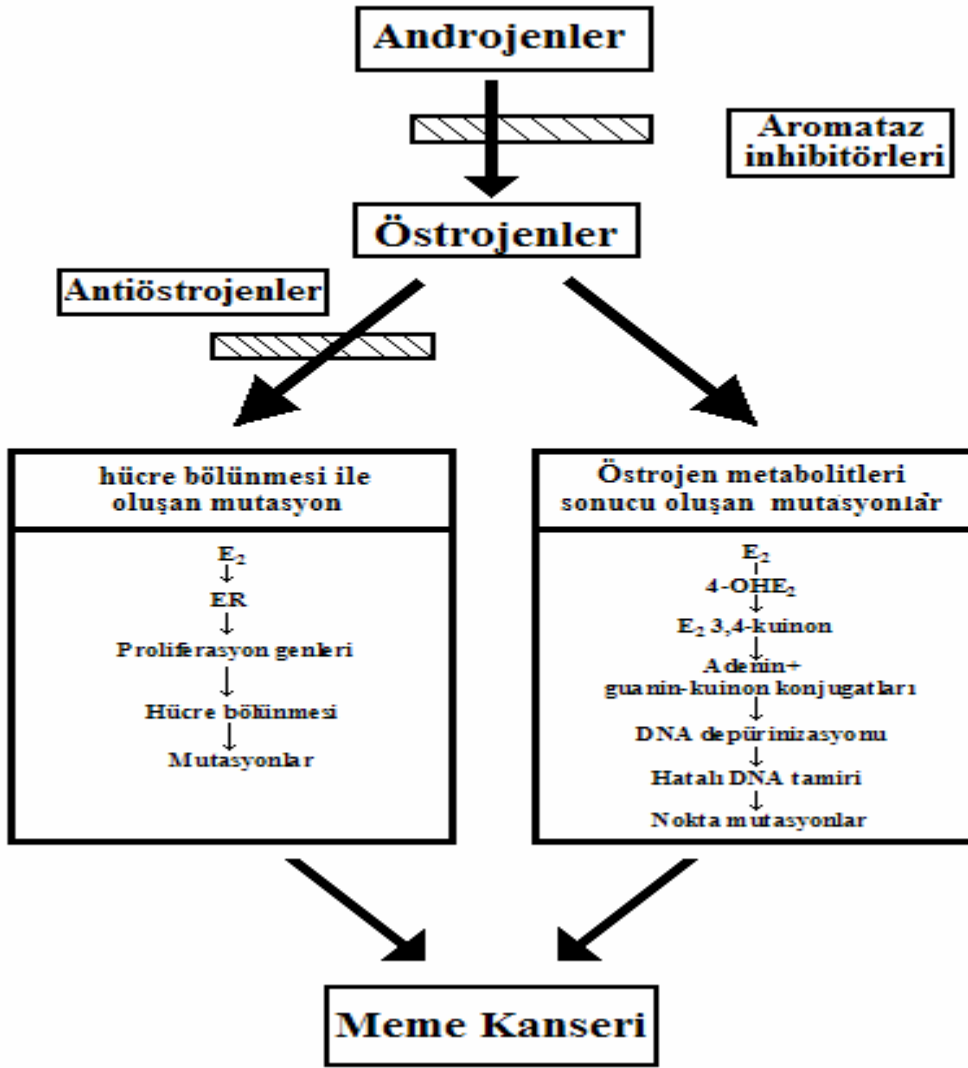 Androjenler
Aromataz
inhibitörleri
Östrojenler
Antiöstrojenler
hücre bölünmesi ile
oluşan mutasyon
E₂
ER
Proliferasyon genleri
Hücre bölünmesi
Mutasyonlar
Östrojen metabolitleri
sonucu oluşan mutasyonlar
E₂
4-OHE₂
E₂ 3,4-kuinon
Adenin+
guanin-kuinon konjugatları
DNA depürinizasyonu
Hatalı DNA tamiri
Nokta mutasyonlar
Meme Kanseri